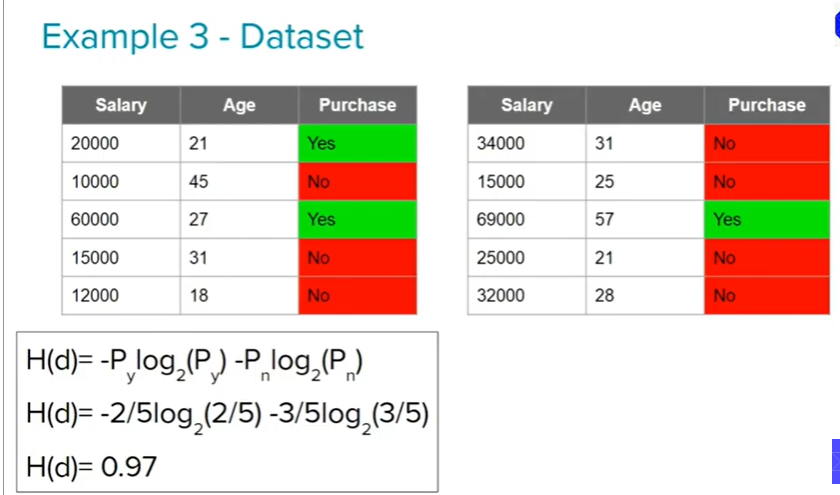 Example 3 - Dataset
Salary Age Purchase
20000 21 Yes
10000 45 No
60000 27 Yes
15000 31 No
12000 18 No
Salary Age Purchase
34000 31 No
15000 25 No
69000 57 Yes
25000 21 No
32000 28 No
H(d)= -Pylog2(Py) -Pnlog2(Pn)
H(d)= -2/5log2(2/5) -3/5log2(3/5)
H(d)= 0.97